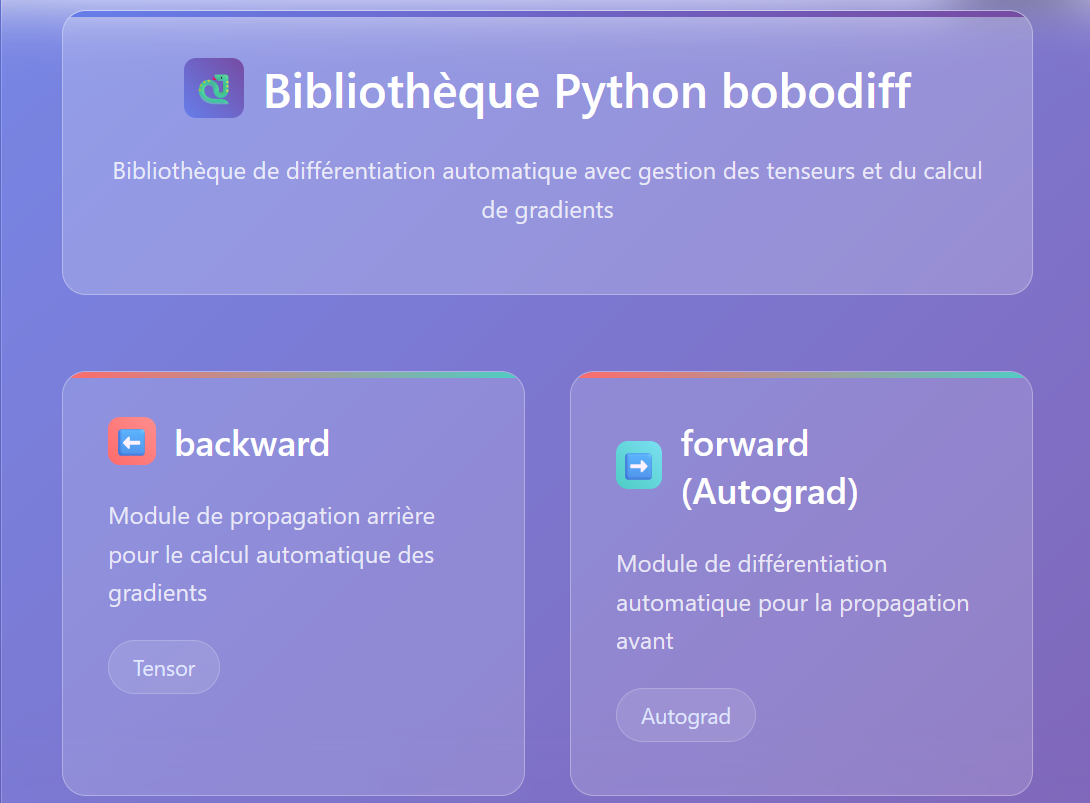 Bibliothèque Python bobodiff
Bibliothèque de différentiation automatique avec gestion des tenseurs et du calcul
de gradients
backward
Module de propagation arrière
pour le calcul automatique des
gradients
Tensor
forward
(Autograd)
Module de différentiation
automatique pour la propagation
avant
Autograd